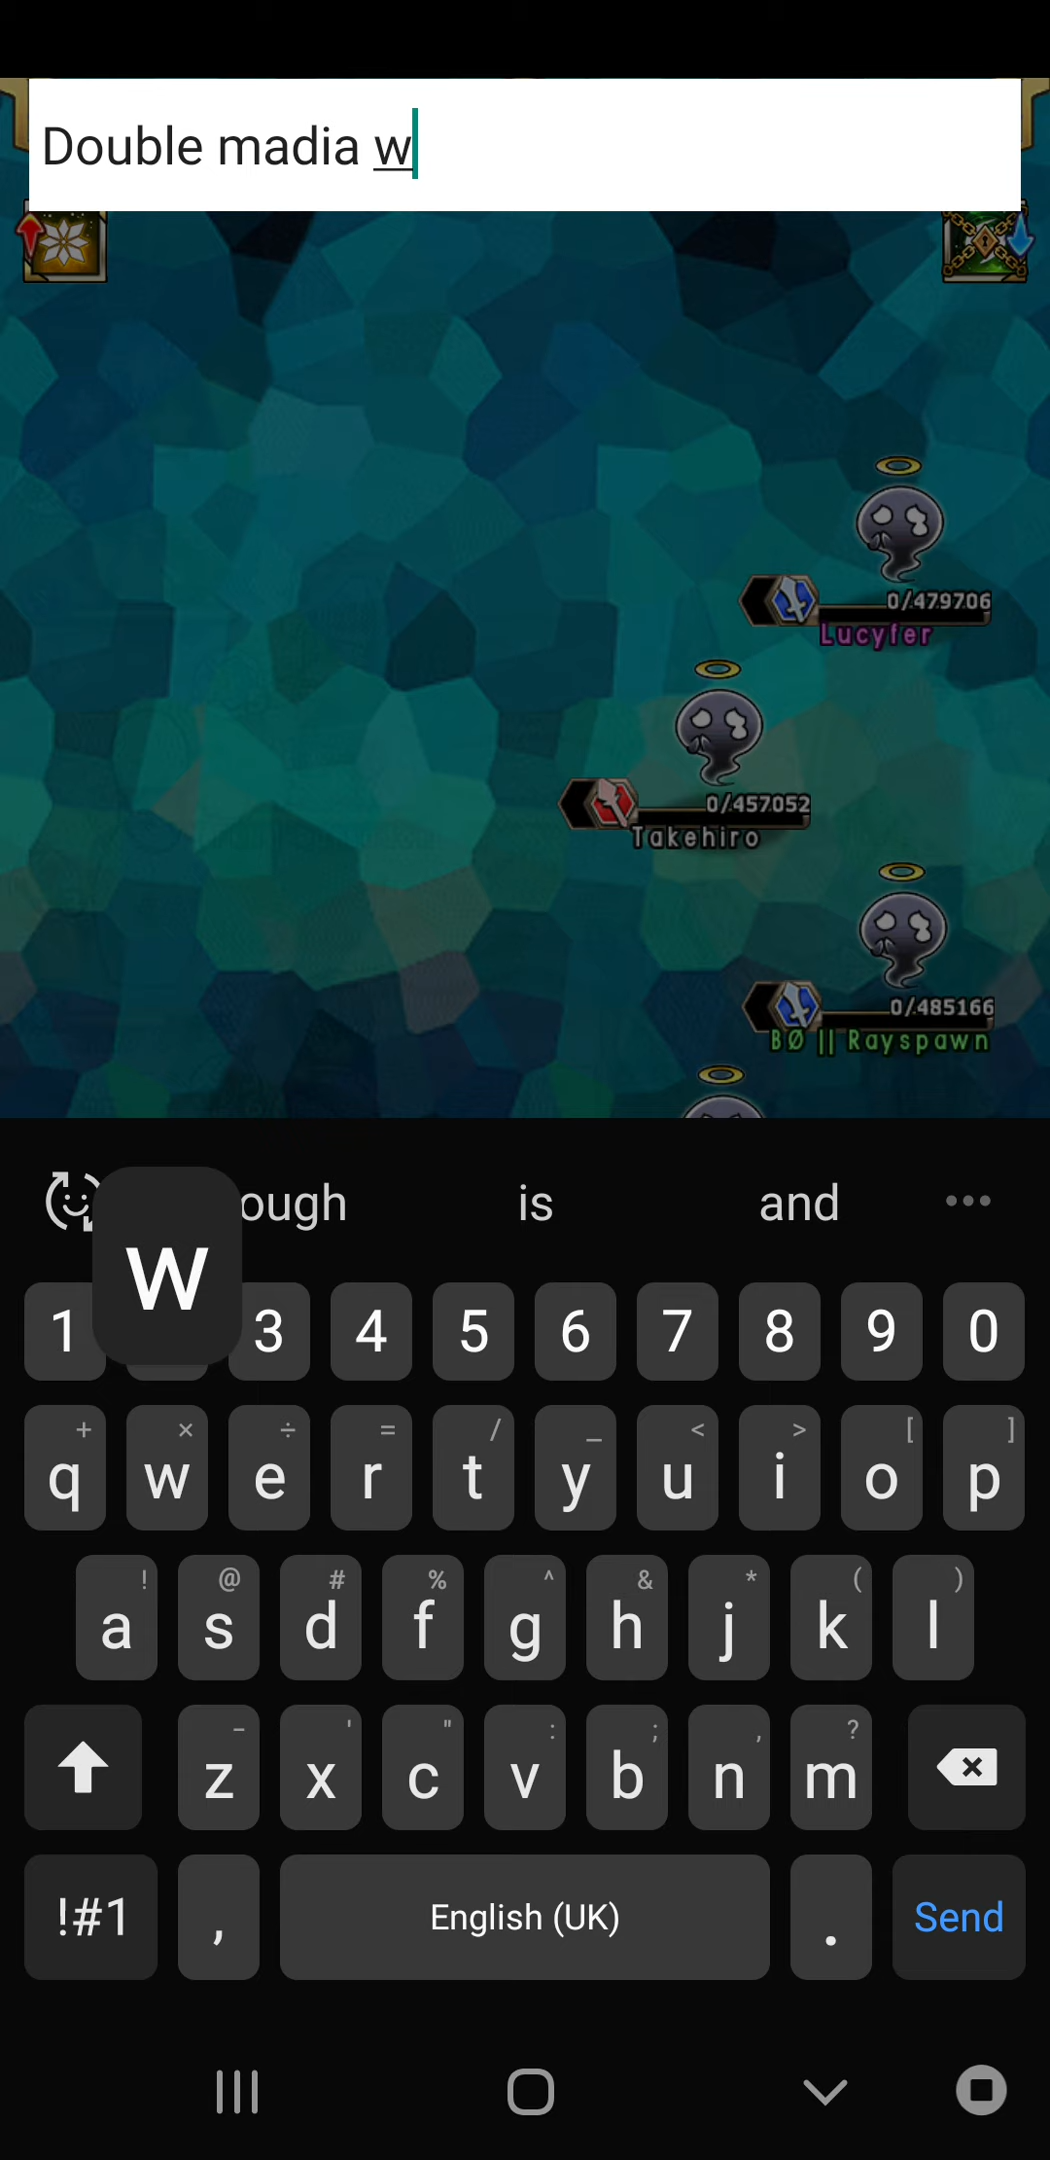 Double madia w
0/479706
Lucyfer
0/457052
Takehiro
0/485166
BØ || Rayspawn
ough is and
w
1 3 4 5 6 7 8 9 0
+ × ÷ = / _ < > [ ]
q w e r t y u i o p
! @ # % ^ & * ( )
a s d f g h j k l
- ' " : ; , ?
z x c v b n m
!#1 , English (UK) . Send